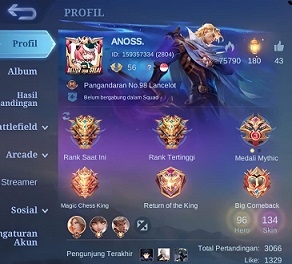 PROFIL
Profil
ANOSS.
ID: 159357334 (2804)
56
?
75790
180
43
Album
Pangandaran No.98 Lancelot
Belum bergabung dalam Squad
Hasil
andingan
attlefield
Rank Saat Ini
Rank Tertinggi
Medali Mythic
Arcade
Streamer
Magic Chess King
Return of the King
Big Comeback
Sosial
96
Hero
134
Skin
ngaturan
Akun
Pengunjung Terakhir
Total Pertandingan: 3066
Like: 1329